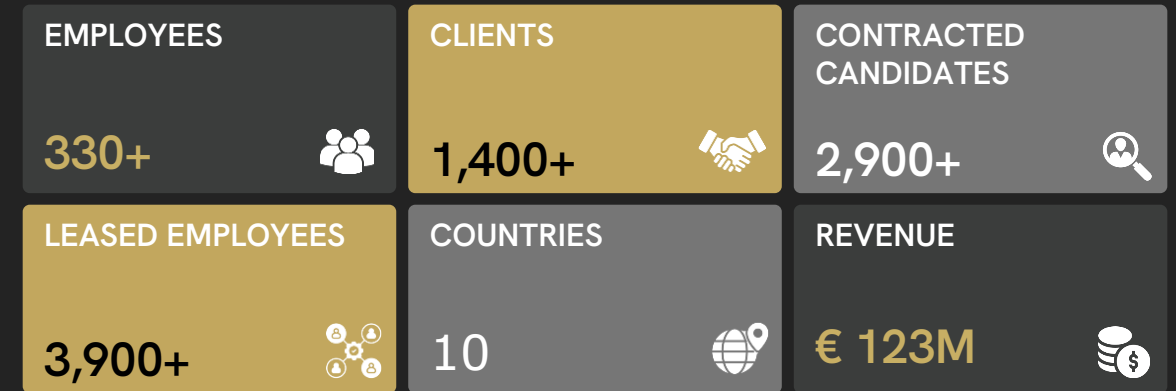 EMPLOYEES
330+
CLIENTS
1,400+
CONTRACTED
CANDIDATES
2,900+
LEASED EMPLOYEES
3,900+
COUNTRIES
10
REVENUE
€ 123M
$